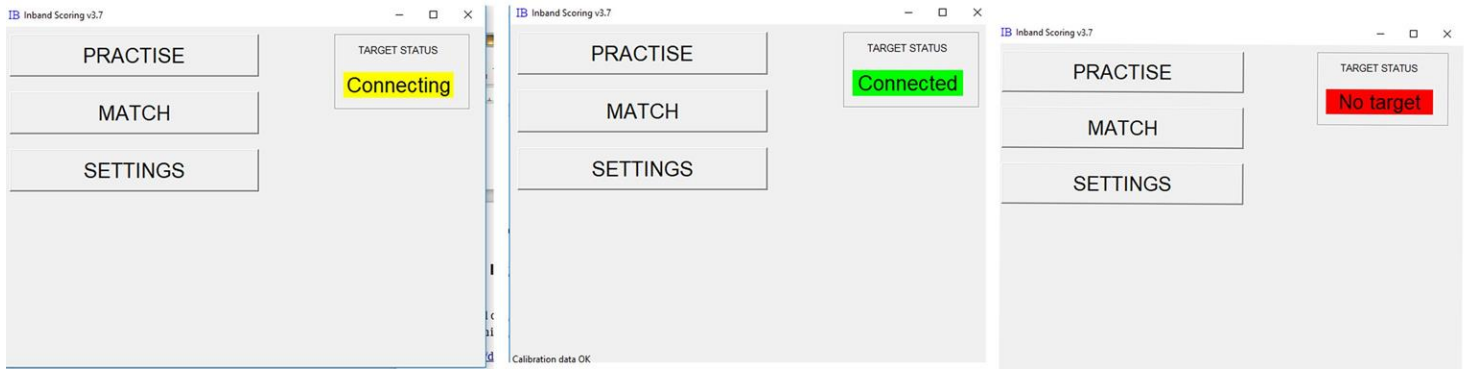 IB Inband Scoring v3.7
PRACTISE
TARGET STATUS
Connecting
MATCH
SETTINGS
IB Inband Scoring v3.7
PRACTISE
TARGET STATUS
Connected
MATCH
SETTINGS
Calibration data OK
IB Inband Scoring v3.7
PRACTISE
TARGET STATUS
No target
MATCH
SETTINGS